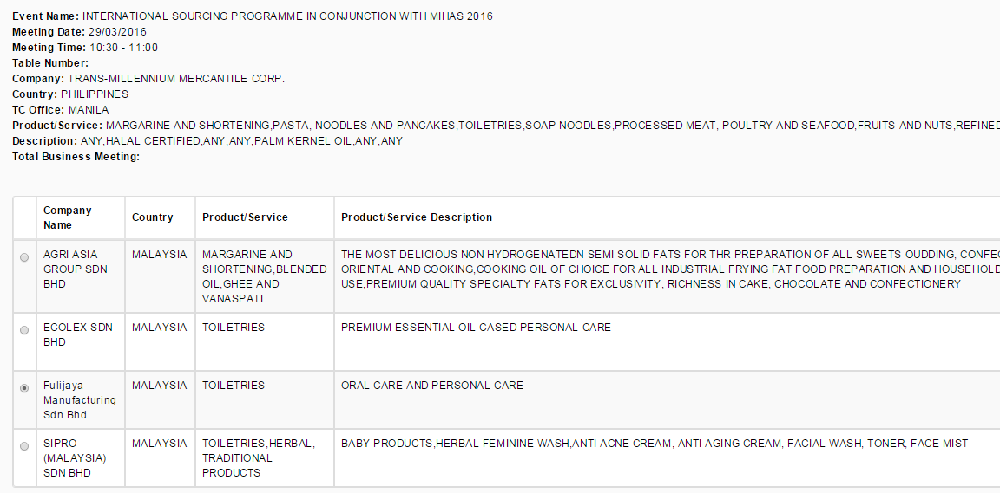 Event Name: INTERNATIONAL SOURCING PROGRAMME IN CONJUNCTION WITH MIHAS 2016
Meeting Date: 29/03/2016
Meeting Time: 10:30 - 11:00
Table Number:
Company: TRANS-MILLENNIUM MERCANTILE CORP.
Country: PHILIPPINES
TC Office: MANILA
Product/Service: MARGARINE AND SHORTENING,PASTA, NOODLES AND PANCAKES,TOILETRIES,SOAP NOODLES,PROCESSED MEAT, POULTRY AND SEAFOOD,FRUITS AND NUTS,REFINED
Description: ANY,HALAL CERTIFIED,ANY,ANY,PALM KERNEL OIL,ANY,ANY
Total Business Meeting:
Company Name
Country
Product/Service
Product/Service Description
AGRI ASIA
GROUP SDN
BHD
MALAYSIA
MARGARINE AND
SHORTENING,BLENDED
OIL,GHEE AND
VANASPATI
THE MOST DELICIOUS NON HYDROGENATEDN SEMI SOLID FATS FOR THR PREPARATION OF ALL SWEETS OUDDING, CONFEC
ORIENTAL AND COOKING,COOKING OIL OF CHOICE FOR ALL INDUSTRIAL FRYING FAT FOOD PREPARATION AND HOUSEHOLD
USE,PREMIUM QUALITY SPECIALTY FATS FOR EXCLUSIVITY, RICHNESS IN CAKE, CHOCOLATE AND CONFECTIONERY
ECOLEX SDN
BHD
MALAYSIA
TOILETRIES
PREMIUM ESSENTIAL OIL CASED PERSONAL CARE
Fulijaya
Manufacturing
Sdn Bhd
MALAYSIA
TOILETRIES
ORAL CARE AND PERSONAL CARE
SIPRO
(MALAYSIA)
SDN BHD
MALAYSIA
TOILETRIES,HERBAL,
TRADITIONAL
PRODUCTS
BABY PRODUCTS,HERBAL FEMININE WASH,ANTI ACNE CREAM, ANTI AGING CREAM, FACIAL WASH, TONER, FACE MIST